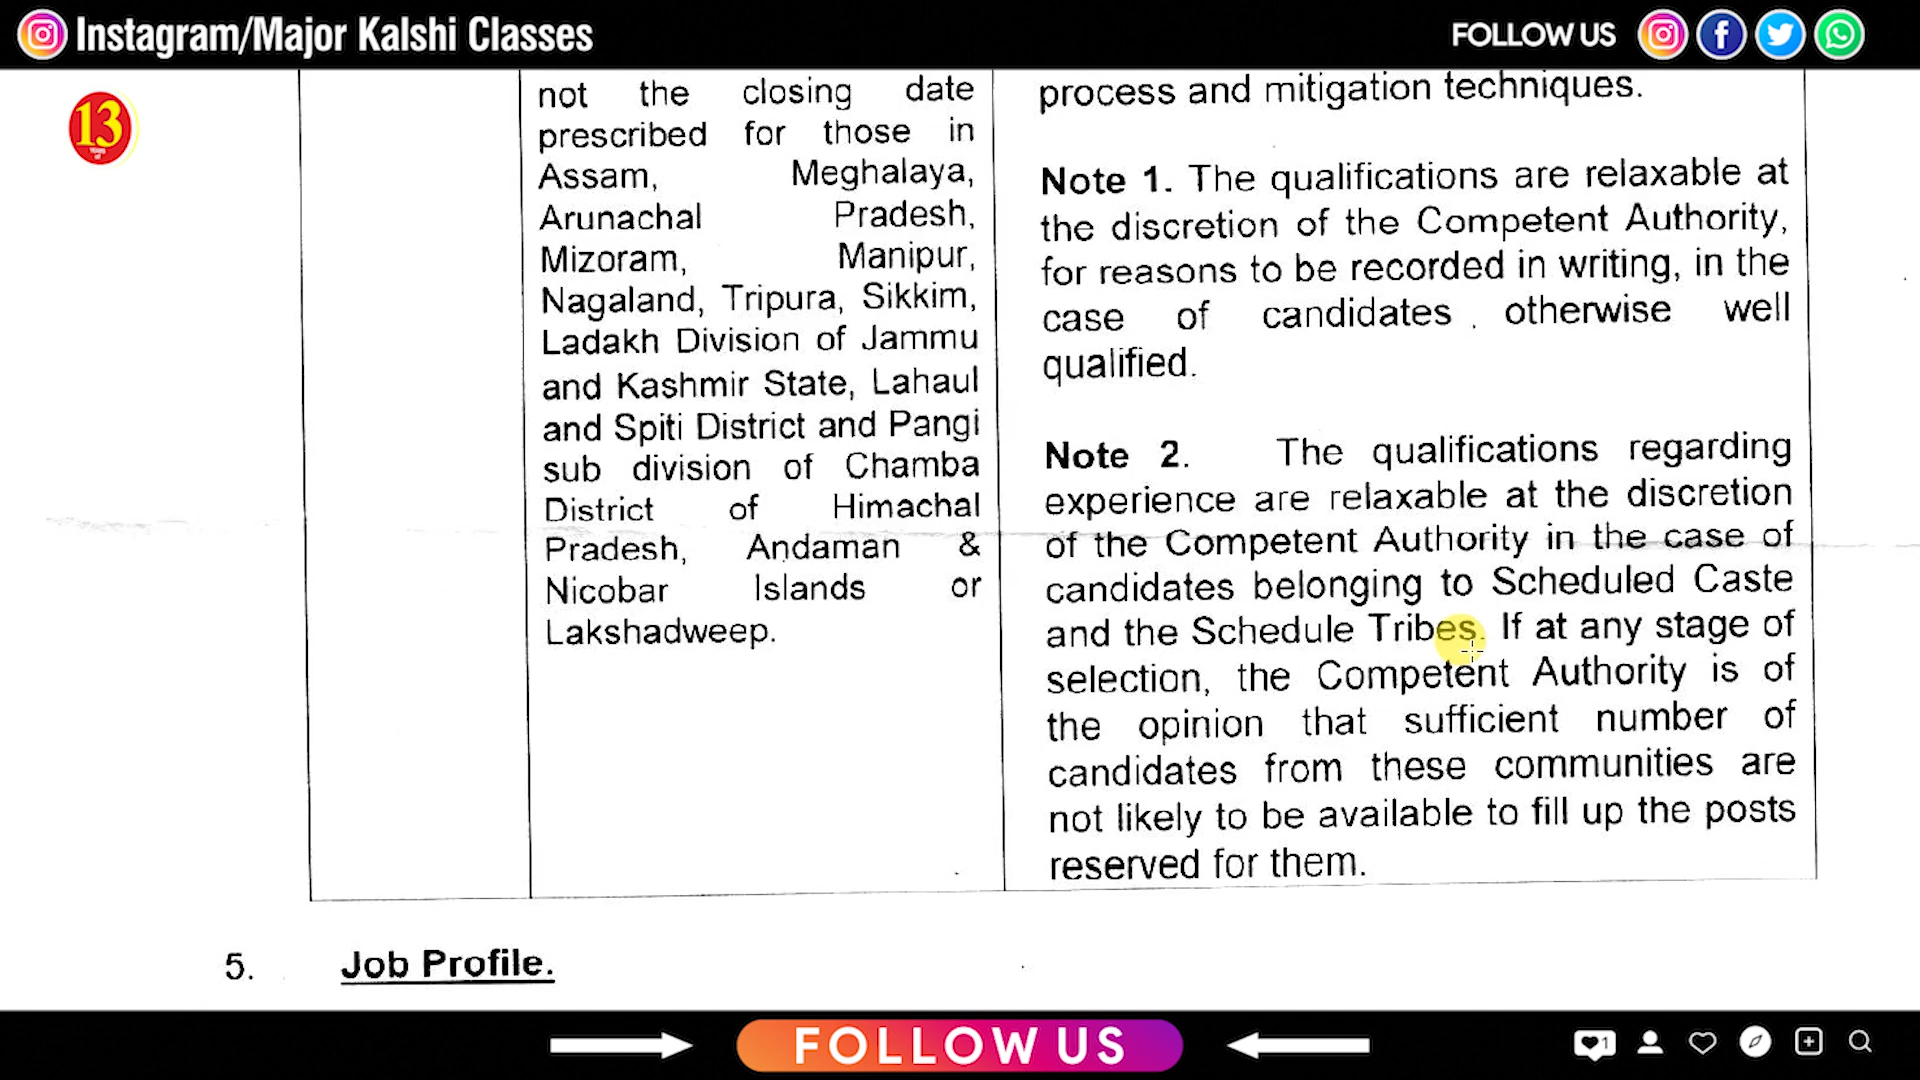 Instagram/Major Kalshi Classes
FOLLOW US
13
not the closing date
prescribed for those in
Assam, Meghalaya,
Arunachal Pradesh,
Mizoram, Manipur,
Nagaland, Tripura, Sikkim,
Ladakh Division of Jammu
and Kashmir State, Lahaul
and Spiti District and Pangi
sub division of Chamba
District of Himachal
Pradesh, Andaman &
Nicobar Islands or
Lakshadweep.
process and mitigation techniques.
Note 1. The qualifications are relaxable at
the discretion of the Competent Authority,
for reasons to be recorded in writing, in the
case of candidates otherwise well
qualified.
Note 2. The qualifications regarding
experience are relaxable at the discretion
of the Competent Authority in the case of
candidates belonging to Scheduled Caste
and the Schedule Tribes. If at any stage of
selection, the Competent Authority is of
the opinion that sufficient number of
candidates from these communities are
not likely to be available to fill up the posts
reserved for them.
5. Job Profile.
FOLLOW US
1